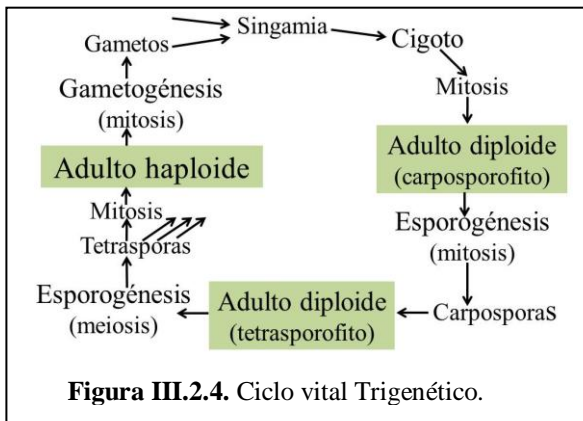 Gametos
Singamia
Cigoto
Mitosis
Adulto diploide
(carposporofito)
Esporogénesis
(mitosis)
Carposporas
Adulto diploide
(tetrasporofito)
Esporogénesis
(meiosis)
Tetrasporas
Mitosis
Adulto haploide
Gametogénesis
(mitosis)
Figura III.2.4. Ciclo vital Trigenético.